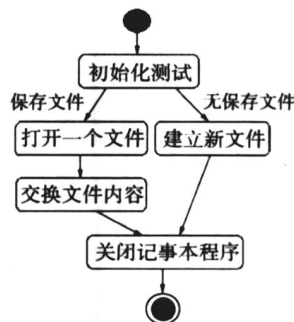 初始化测试
保存文件
无保存文件
打开一个文件
建立新文件
交换文件内容
关闭记事本程序